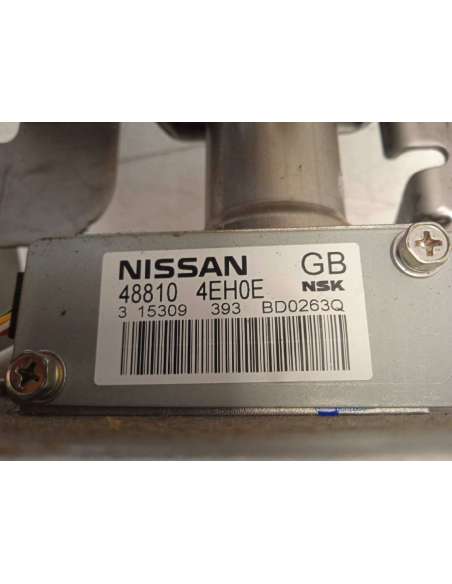 NISSAN GB
48810 4EH0E NSK
3 15309 393 BD0263Q